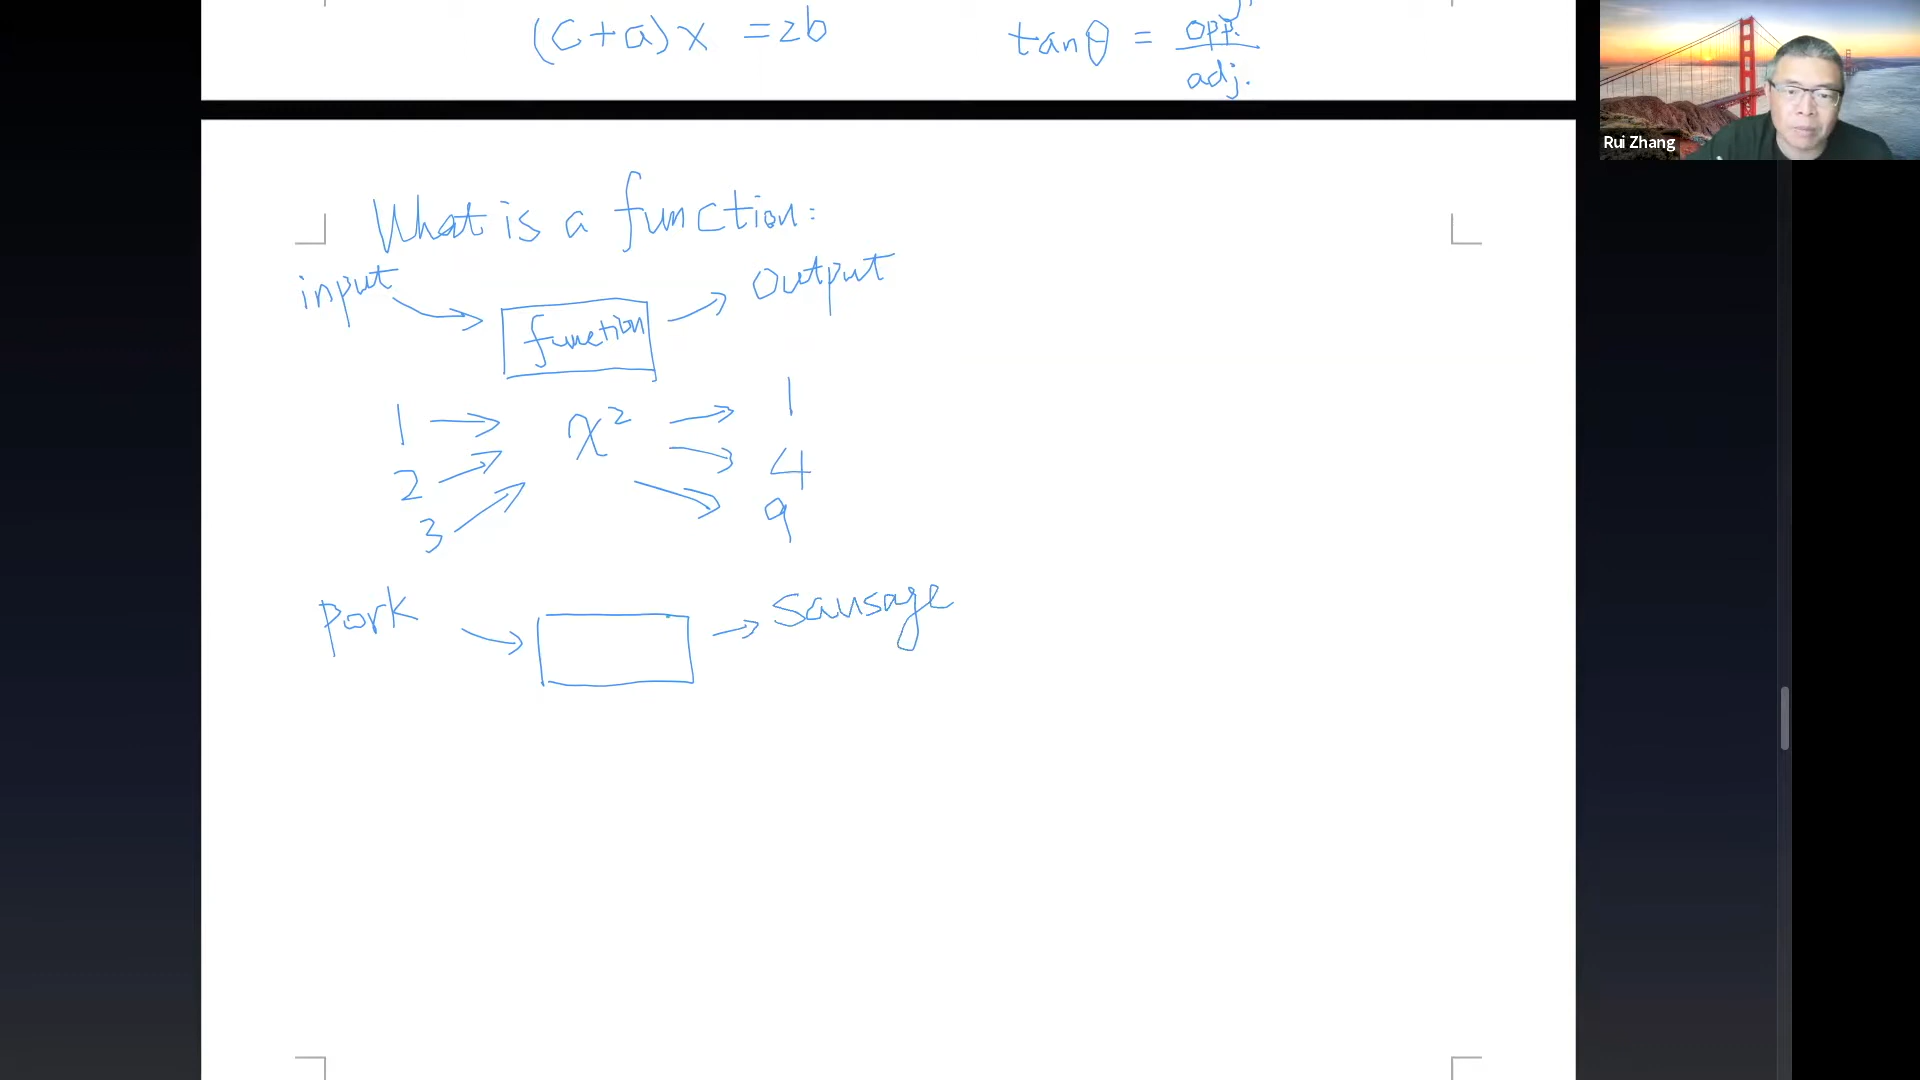 (c+a)x =2b
tanθ = opp. / adj.
Rui Zhang
What is a function:
input → function → output
1 → x² → 1
2 → → 4
3 → → 9
Pork → → sausage